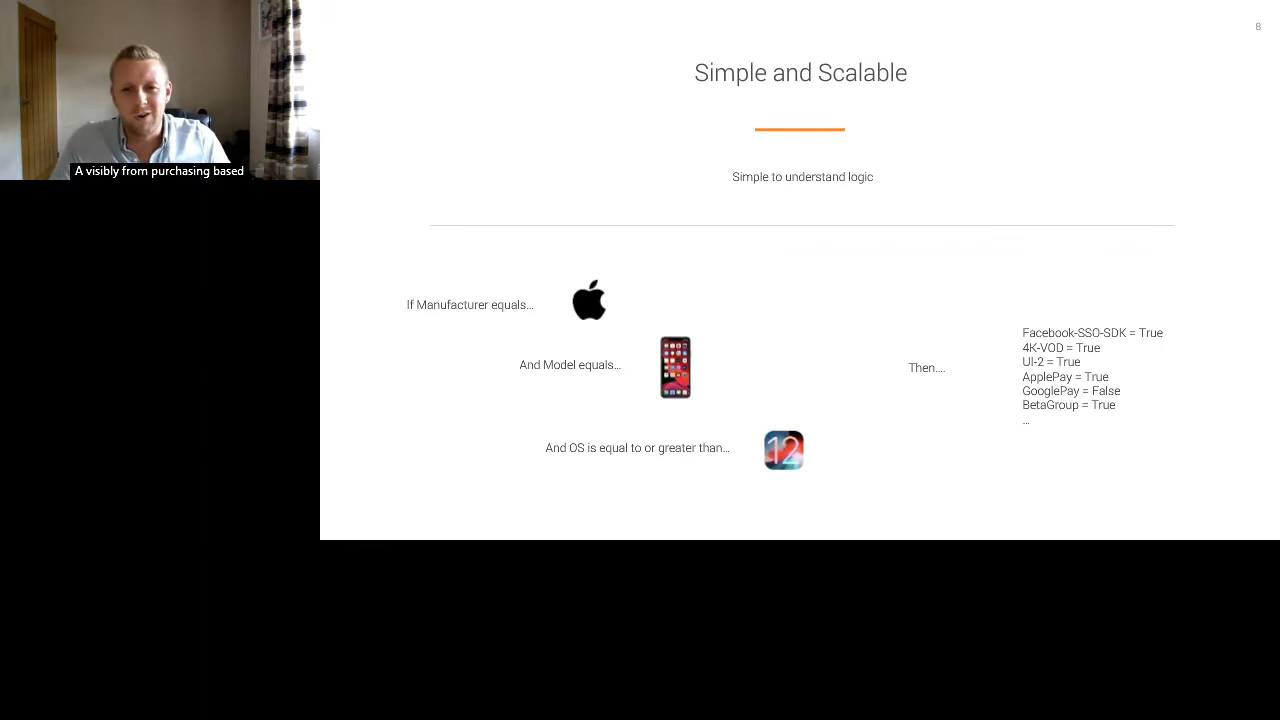 A visibly from purchasing based
8
Simple and Scalable
Simple to understand logic
If Manufacturer equals...
And Model equals...
And OS is equal to or greater than...
12
Then....
Facebook-SSO-SDK = True
4K-VOD = True
UI-2 = True
ApplePay = True
GooglePay = False
BetaGroup = True
...